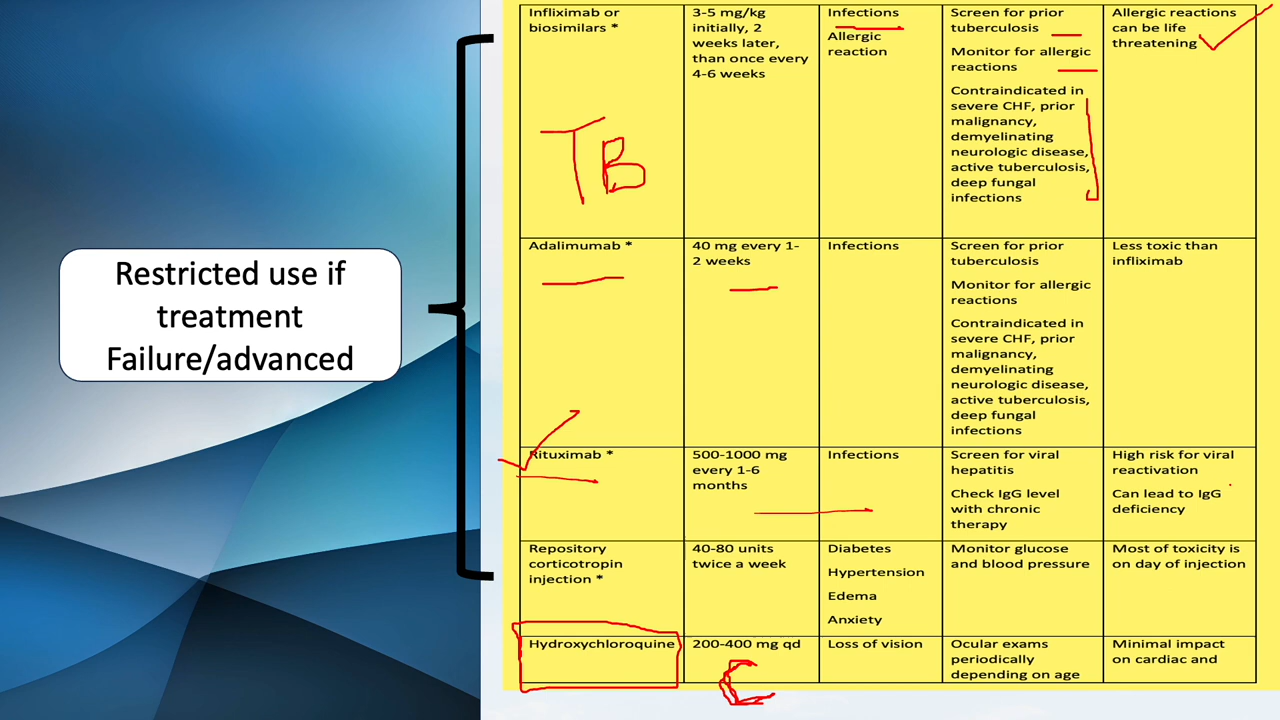 Restricted use if
treatment
Failure/advanced
Infliximab or
biosimilars *
3-5 mg/kg
initially, 2
weeks later,
than once every
4-6 weeks
Infections
Allergic
reaction
Screen for prior
tuberculosis
Monitor for allergic
reactions
Contraindicated in
severe CHF, prior
malignancy,
demyelinating
neurologic disease,
active tuberculosis,
deep fungal
infections
Allergic reactions
can be life
threatening
TB
Adalimumab *
40 mg every 1-
2 weeks
Infections
Screen for prior
tuberculosis
Monitor for allergic
reactions
Contraindicated in
severe CHF, prior
malignancy,
demyelinating
neurologic disease,
active tuberculosis,
deep fungal
infections
Less toxic than
infliximab
Rituximab *
500-1000 mg
every 1-6
months
Infections
Screen for viral
hepatitis
Check IgG level
with chronic
therapy
High risk for viral
reactivation
Can lead to IgG
deficiency
Repository
corticotropin
injection *
40-80 units
twice a week
Diabetes
Hypertension
Edema
Anxiety
Monitor glucose
and blood pressure
Most of toxicity is
on day of injection
Hydroxychloroquine
200-400 mg qd
Loss of vision
Ocular exams
periodically
depending on age
Minimal impact
on cardiac and